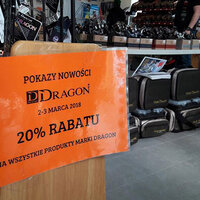 POKAZY NOWOŚCI
DRAGON
2-3 MARCA 2018
20% RABATU
NA WSZYSTKIE PRODUKTY MARKI DRAGON